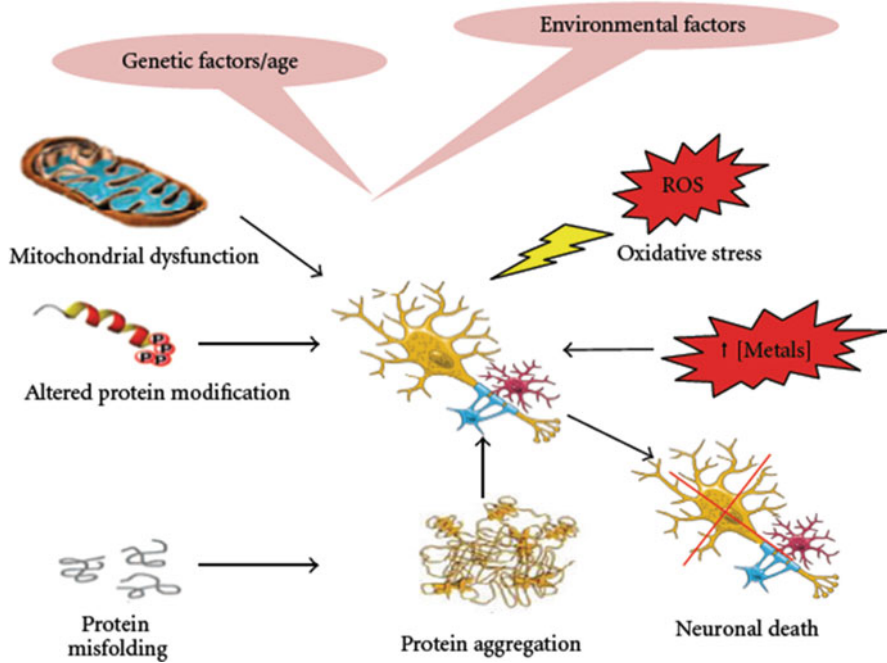 Environmental factors
Genetic factors/age
ROS
Mitochondrial dysfunction
Oxidative stress
P
P
P
P
Altered protein modification
↑ [Metals]
Protein
misfolding
Protein aggregation
Neuronal death